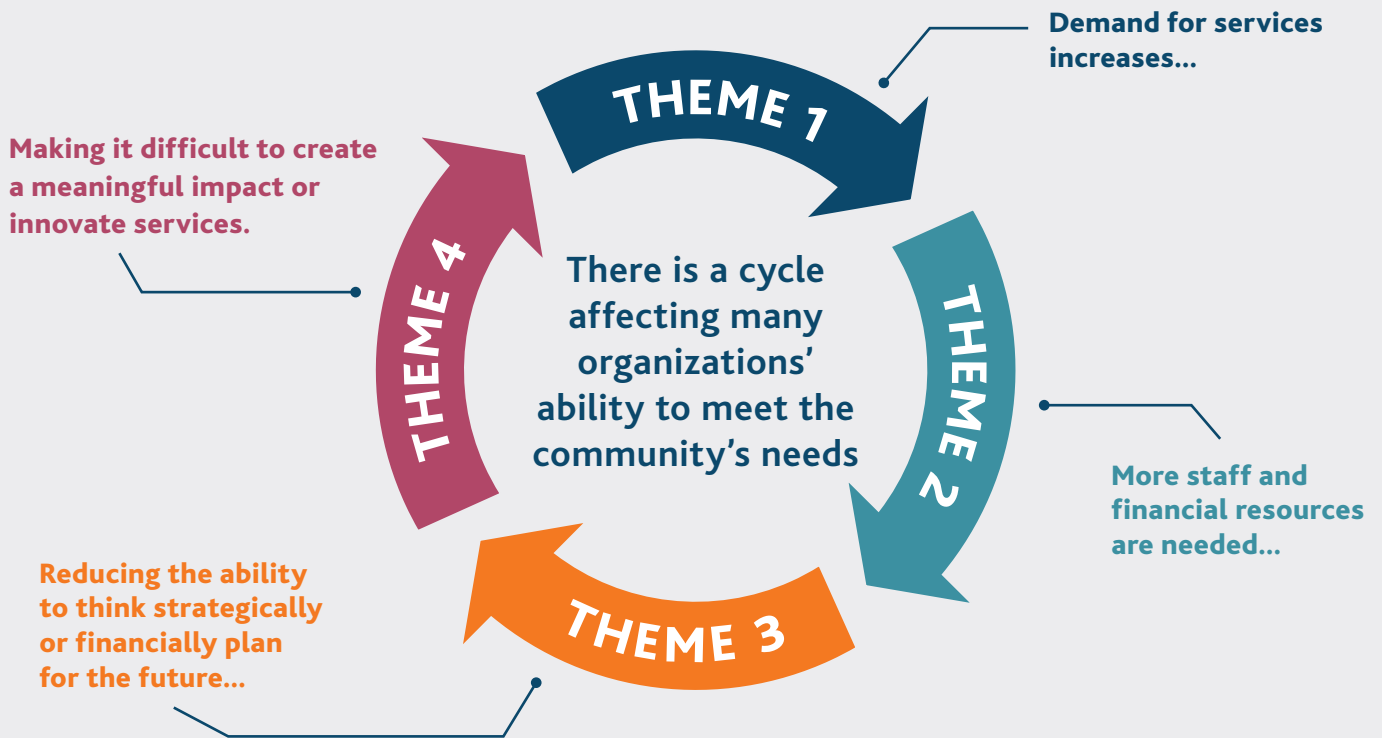 THEME 1
Demand for services
increases...
THEME 2
More staff and
financial resources
are needed...
THEME 3
Reducing the ability
to think strategically
or financially plan
for the future...
THEME 4
Making it difficult to create
a meaningful impact or
innovate services.
There is a cycle
affecting many
organizations’
ability to meet the
community’s needs